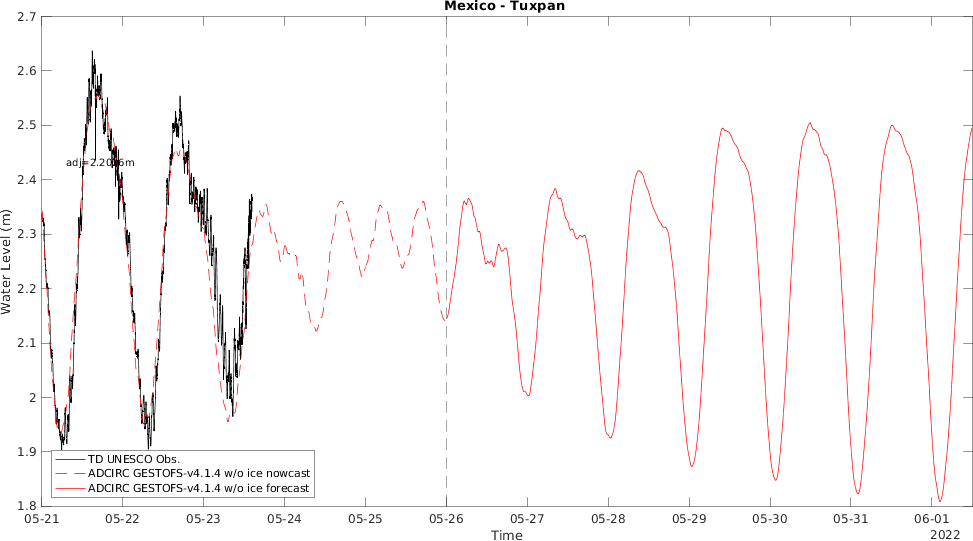 Mexico - Tuxpan
2.7
2.6
2.5
2.4
2.3
2.2
2.1
2
1.9
1.8
Water Level (m)
TD UNESCO Obs.
ADCIRC GESTOFS-v4.1.4 w/o ice nowcast
ADCIRC GESTOFS-v4.1.4 w/o ice forecast
05-21 05-22 05-23 05-24 05-25 05-26 05-27 05-28 05-29 05-30 05-31 06-01
Time
2022